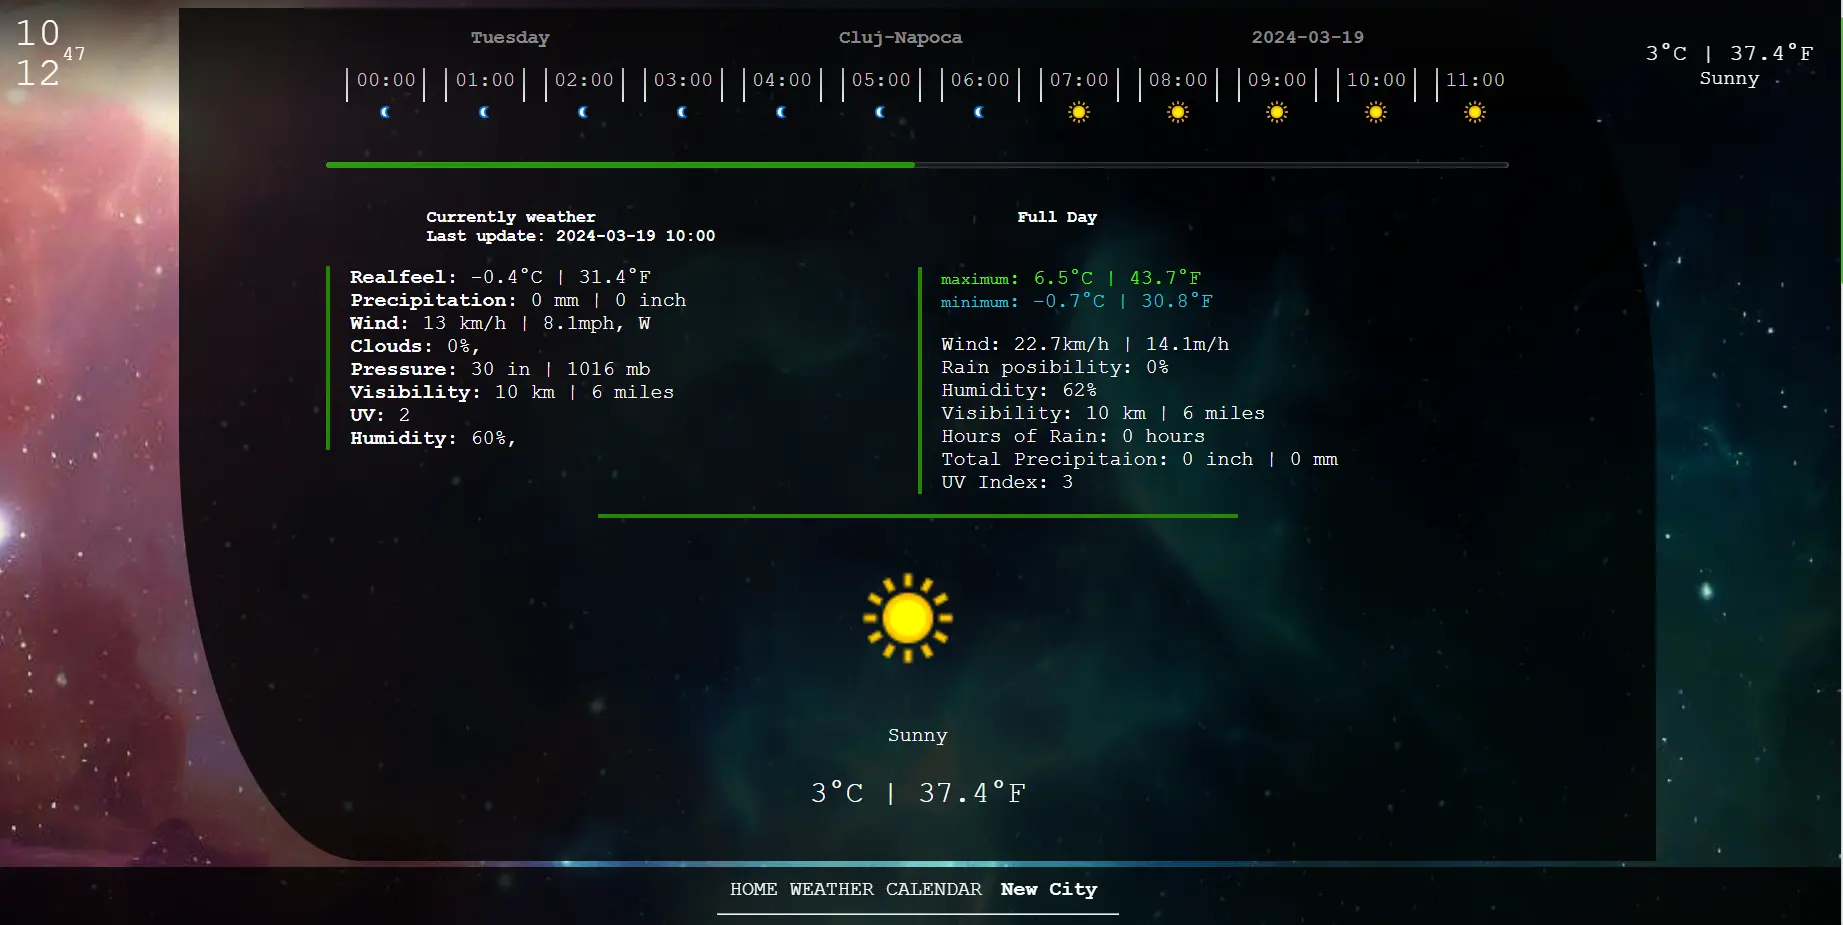 10
47
12
Tuesday Cluj-Napoca 2024-03-19
3°C | 37.4°F
Sunny
| 00:00 | | 01:00 | | 02:00 | | 03:00 | | 04:00 | | 05:00 | | 06:00 | | 07:00 | | 08:00 | | 09:00 | | 10:00 | | 11:00
Currently weather
Last update: 2024-03-19 10:00
Realfeel: -0.4°C | 31.4°F
Precipitation: 0 mm | 0 inch
Wind: 13 km/h | 8.1mph, W
Clouds: 0%,
Pressure: 30 in | 1016 mb
Visibility: 10 km | 6 miles
UV: 2
Humidity: 60%,
Full Day
maximum: 6.5°C | 43.7°F
minimum: -0.7°C | 30.8°F
Wind: 22.7km/h | 14.1m/h
Rain posibility: 0%
Humidity: 62%
Visibility: 10 km | 6 miles
Hours of Rain: 0 hours
Total Precipitaion: 0 inch | 0 mm
UV Index: 3
Sunny
3°C | 37.4°F
HOME WEATHER CALENDAR New City